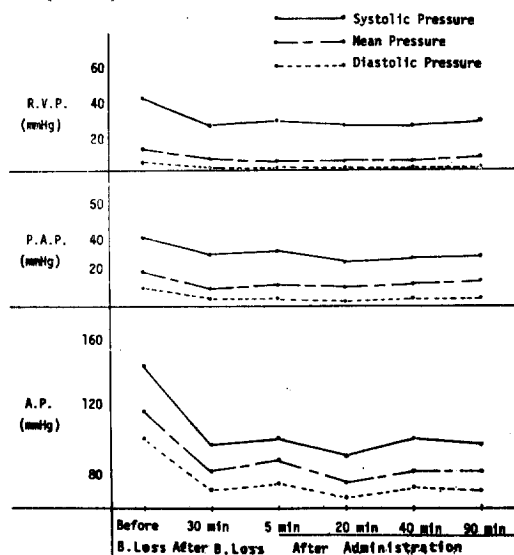 Systolic Pressure
Mean Pressure
Diastolic Pressure
60
R.V.P. 40
(mmHg)
20
50
P.A.P. 40
(mmHg) 20
160
A.P. 120
(mmHg)
80
Before 30 min 5 min 20 min 40 min 90 min
B.Loss After B.Loss After Administration